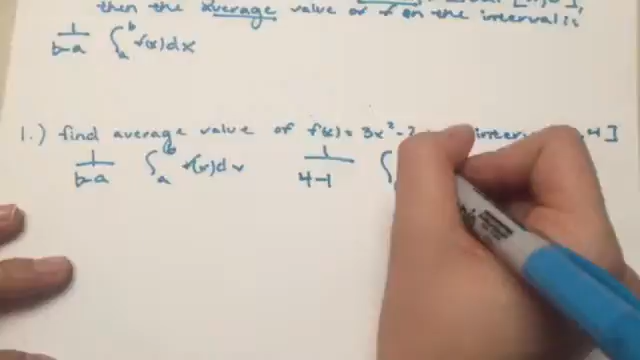 then the average value of f on the interval is
1/b-a ∫_a^b f(x)dx
1.) find average value of f(x) = 3x² - 4]
1/b-a ∫_a^b f(x)dx 1/4-1 ∫